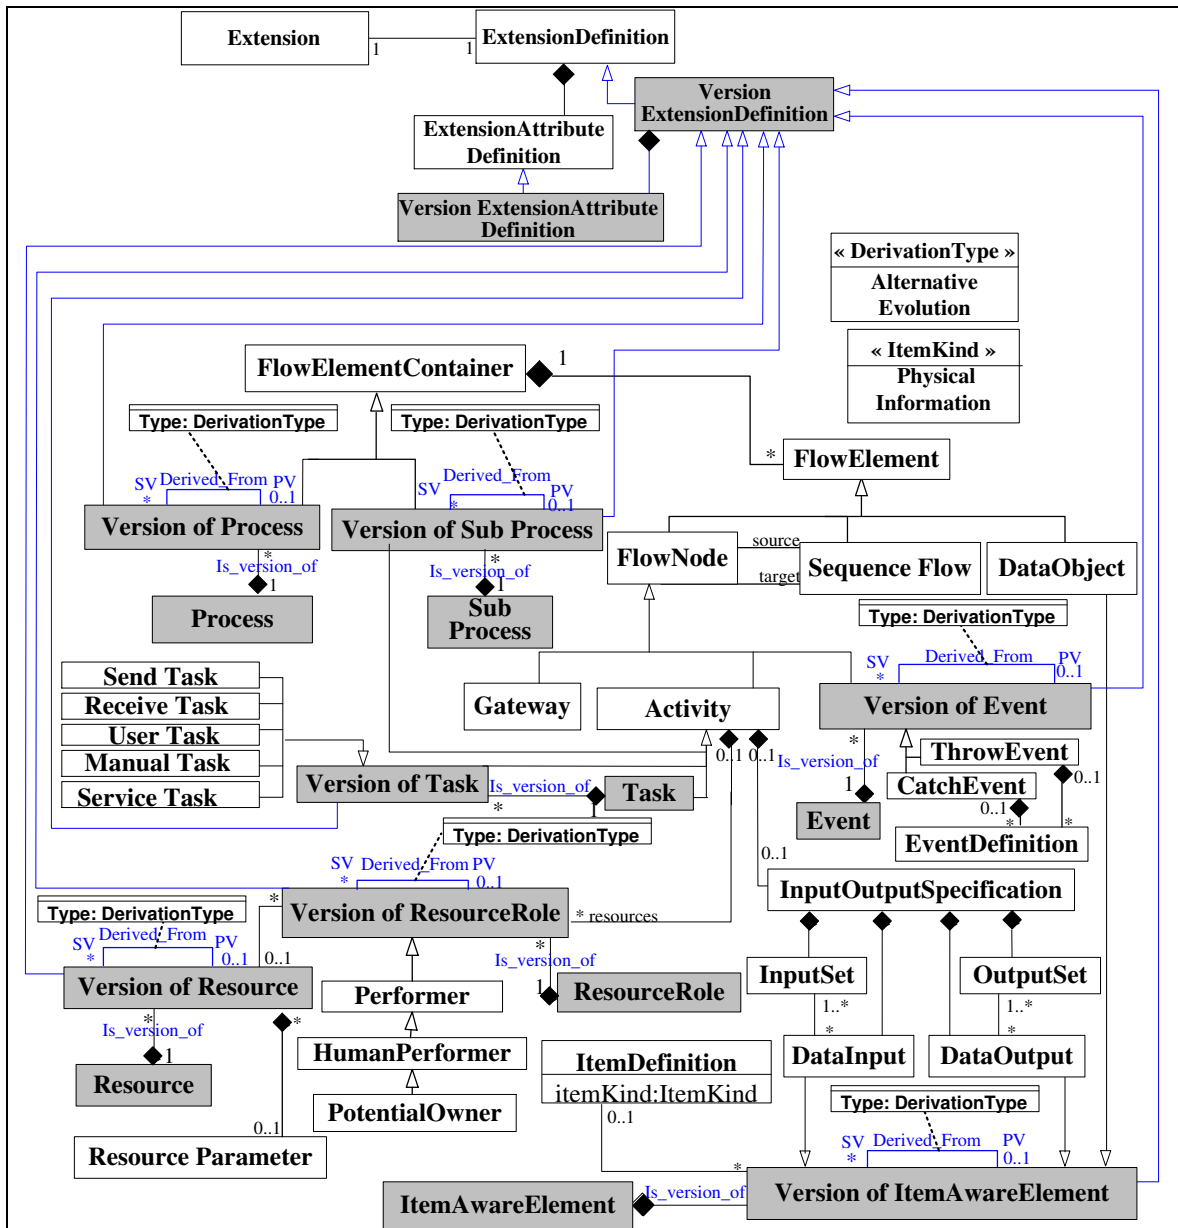 Extension
1
1
ExtensionDefinition
Version
ExtensionDefinition
ExtensionAttribute
Definition
Version ExtensionAttribute
Definition
« DerivationType »
Alternative
Evolution
« ItemKind »
Physical
Information
FlowElementContainer
1
*
FlowElement
Type: DerivationType
Type: DerivationType
SV
*
Derived_From
PV
0..1
SV
*
Derived_From
PV
0..1
Version of Process
Version of Sub Process
*
Is_version_of
1
*
Is_version_of
1
Process
Sub
Process
FlowNode
source
target
Sequence Flow
DataObject
Type: DerivationType
SV
*
Derived_From
PV
0..1
Gateway
Activity
Version of Event
Send Task
Receive Task
User Task
Manual Task
Service Task
Version of Task
Is_version_of
*
1
Task
0..1
0..1
*
Is_version_of
1
Event
ThrowEvent
CatchEvent
0..1
0..1
*
*
EventDefinition
Type: DerivationType
SV
*
Derived_From
PV
0..1
0..1
InputOutputSpecification
Version of ResourceRole
* resources
*
0..1
Type: DerivationType
SV
*
Derived_From
PV
0..1
Version of Resource
*
Is_version_of
1
*
Resource
0..1
Resource Parameter
Performer
HumanPerformer
PotentialOwner
*
Is_version_of
1
ResourceRole
InputSet
OutputSet
1..*
*
1..*
*
DataInput
DataOutput
ItemDefinition
itemKind:ItemKind
0..1
*
Type: DerivationType
SV
*
Derived_From
PV
0..1
ItemAwareElement
Is_version_of
Version of ItemAwareElement